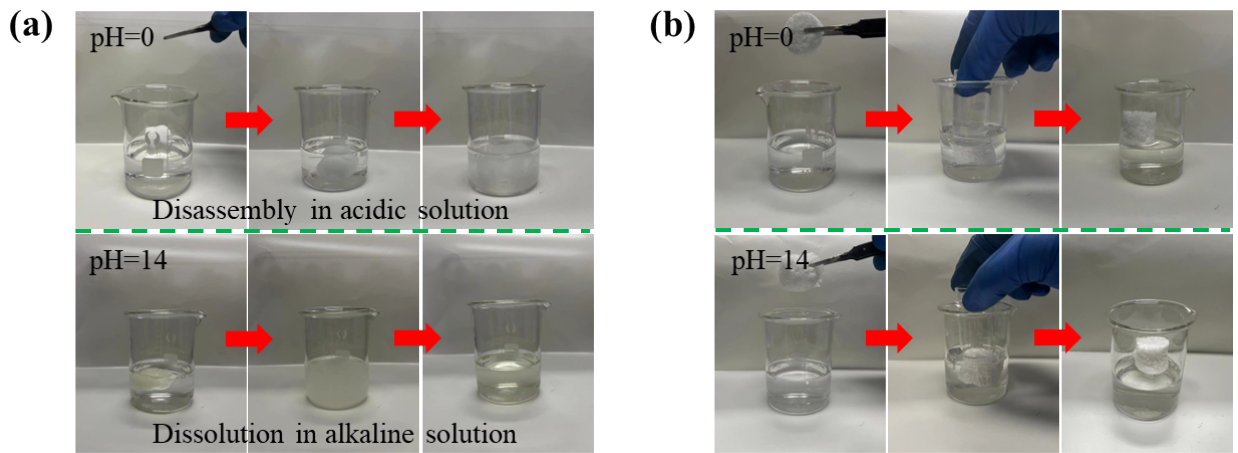 (a)
pH=0
Disassembly in acidic solution
pH=14
Dissolution in alkaline solution
(b)
pH=0
pH=14